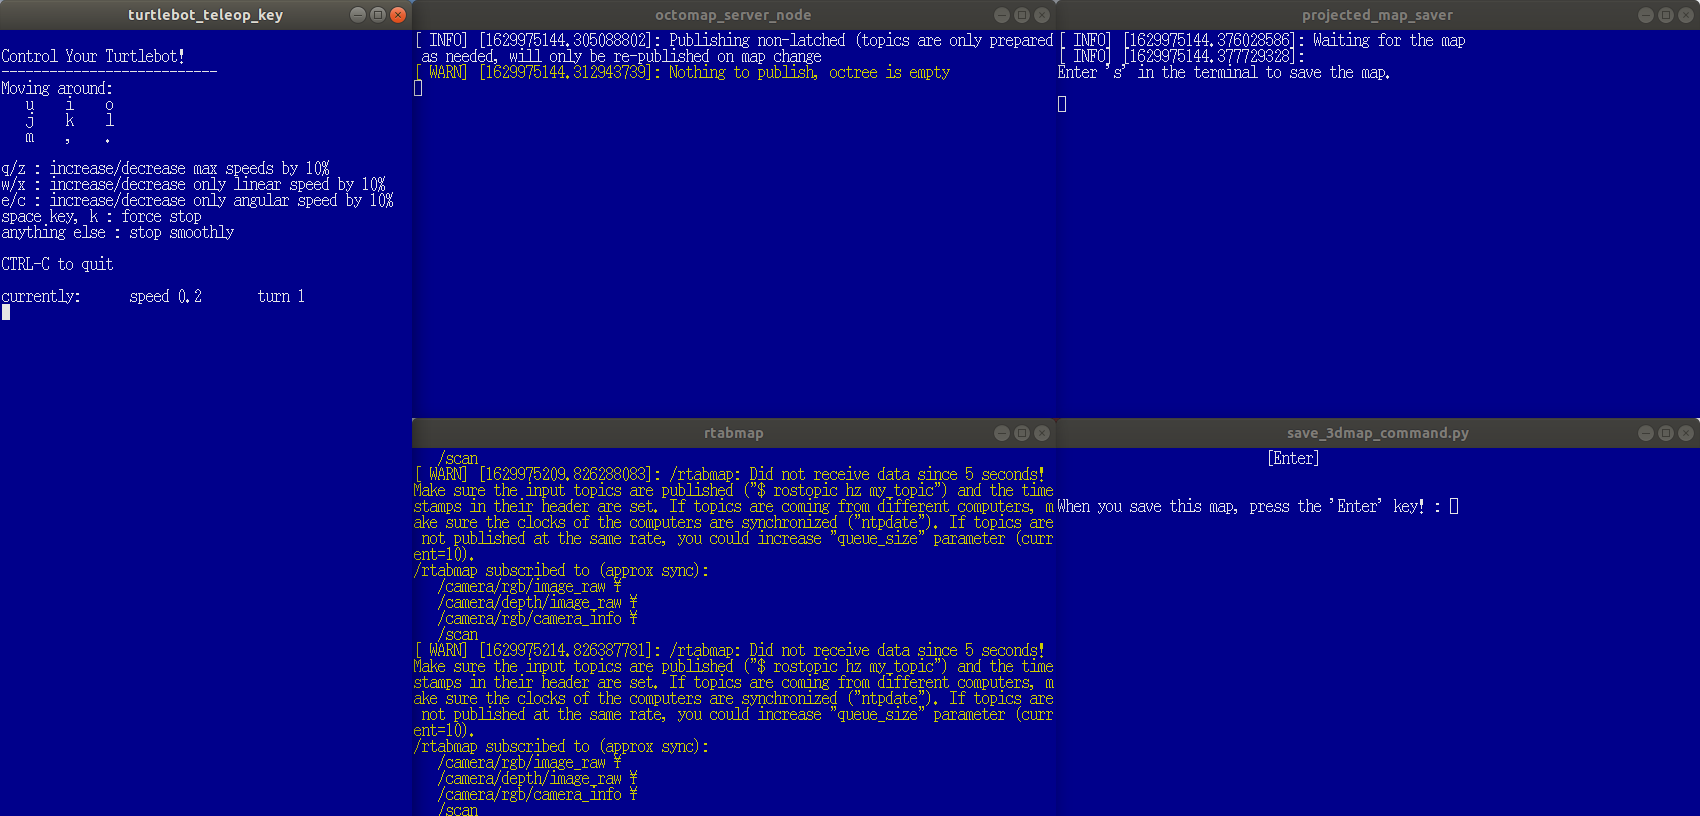 turtlebot_teleop_key
Control Your Turtlebot!
---------------------------
Moving around:
u i o
j k l
m , .
q/z : increase/decrease max speeds by 10%
w/x : increase/decrease only linear speed by 10%
e/c : increase/decrease only angular speed by 10%
space key, k : force stop
anything else : stop smoothly
CTRL-C to quit
currently: speed 0.2 turn 1
octomap_server_node
[ INFO] [1629975144.305088802]: Publishing non-latched (topics are only prepared
as needed, will only be re-published on map change
[ WARN] [1629975144.312943739]: Nothing to publish, octree is empty
projected_map_saver
[ INFO] [1629975144.376028586]: Waiting for the map
[ INFO] [1629975144.377729328]:
Enter 's' in the terminal to save the map.
rtabmap
/scan
[ WARN] [1629975209.826288083]: /rtabmap: Did not receive data since 5 seconds!
Make sure the input topics are published ("$ rostopic hz my_topic") and the time
stamps in their header are set. If topics are coming from different computers, m
ake sure the clocks of the computers are synchronized ("ntpdate"). If topics are
not published at the same rate, you could increase "queue_size" parameter (curr
ent=10).
/rtabmap subscribed to (approx sync):
/camera/rgb/image_raw ¥
/camera/depth/image_raw ¥
/camera/rgb/camera_info ¥
/scan
[ WARN] [1629975214.826387781]: /rtabmap: Did not receive data since 5 seconds!
Make sure the input topics are published ("$ rostopic hz my_topic") and the time
stamps in their header are set. If topics are coming from different computers, m
ake sure the clocks of the computers are synchronized ("ntpdate"). If topics are
not published at the same rate, you could increase "queue_size" parameter (curr
ent=10).
/rtabmap subscribed to (approx sync):
/camera/rgb/image_raw ¥
/camera/depth/image_raw ¥
/camera/rgb/camera_info ¥
/scan
save_3dmap_command.py
[Enter]
When you save this map, press the 'Enter' key! :